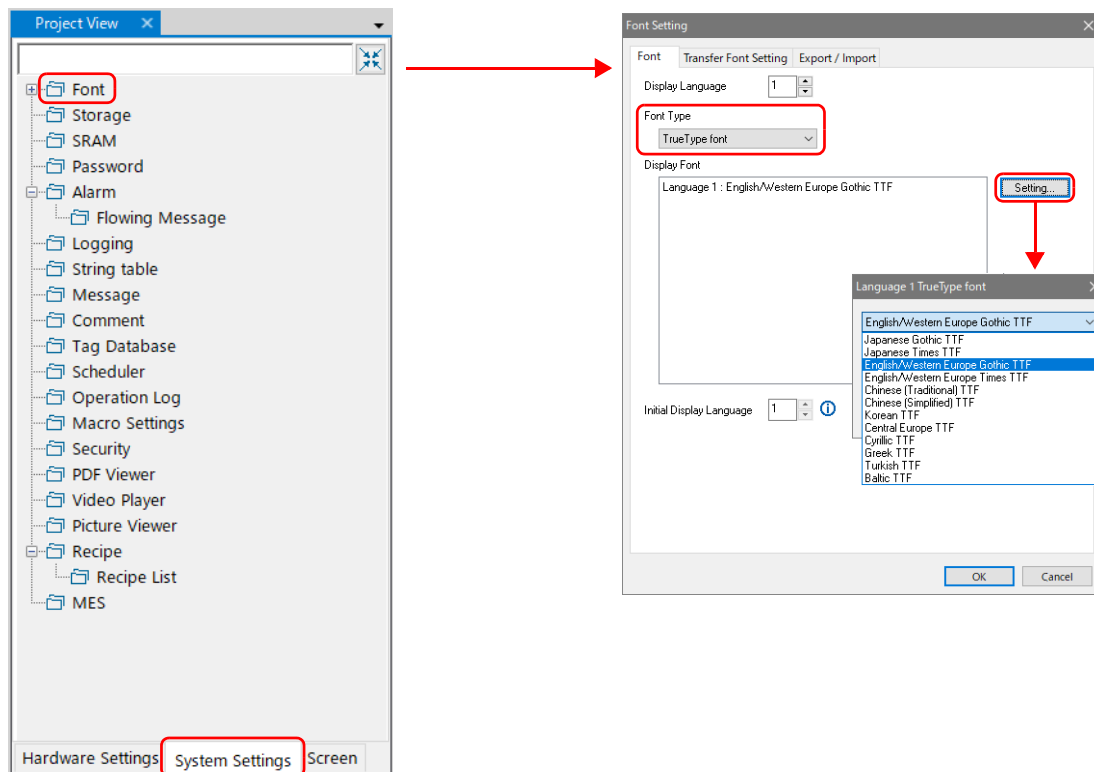 Project View
Font
Storage
SRAM
Password
Alarm
Flowing Message
Logging
String table
Message
Comment
Tag Database
Scheduler
Operation Log
Macro Settings
Security
PDF Viewer
Video Player
Picture Viewer
Recipe
Recipe List
MES
Hardware Settings System Settings Screen
Font Setting
Font Transfer Font Setting Export / Import
Display Language 1
Font Type
TrueType font
Display Font
Language 1 : English/Western Europe Gothic TTF
Setting...
Language 1 TrueType font
English/Western Europe Gothic TTF
Japanese Gothic TTF
Japanese Times TTF
English/Western Europe Gothic TTF
English/Western Europe Times TTF
Chinese (Traditional) TTF
Chinese (Simplified) TTF
Korean TTF
Central Europe TTF
Cyrillic TTF
Greek TTF
Turkish TTF
Baltic TTF
Initial Display Language 1
OK Cancel